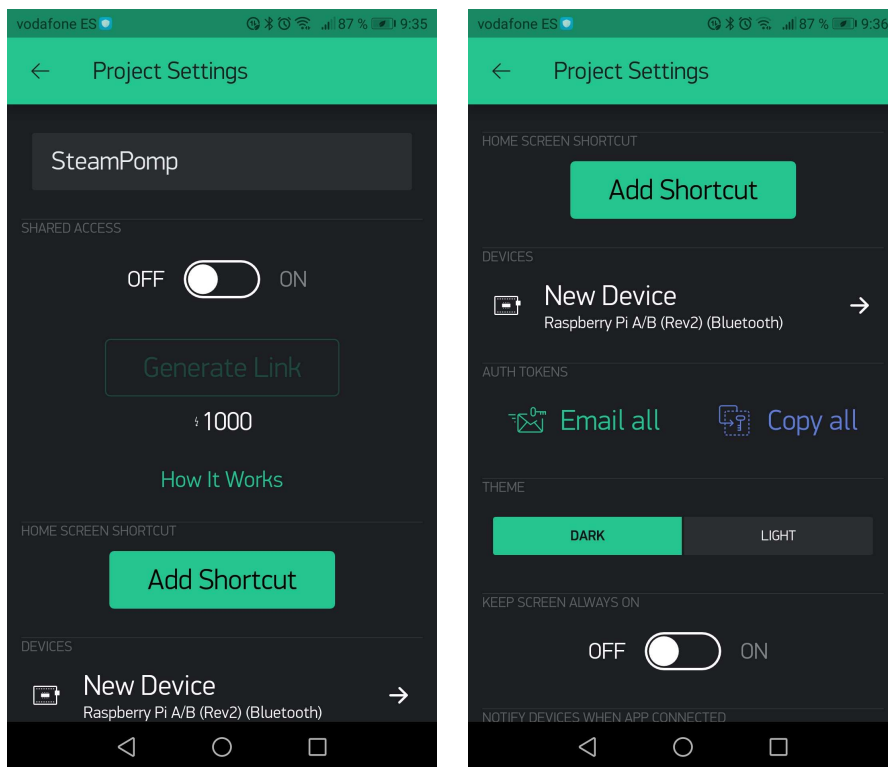 vodafone ES 87 % 9:35
Project Settings
SteamPomp
SHARED ACCESS
OFF ON
Generate Link
1000
How It Works
HOME SCREEN SHORTCUT
Add Shortcut
DEVICES
New Device
Raspberry Pi A/B (Rev2) (Bluetooth)
vodafone ES 87 % 9:36
Project Settings
HOME SCREEN SHORTCUT
Add Shortcut
DEVICES
New Device
Raspberry Pi A/B (Rev2) (Bluetooth)
AUTH TOKENS
Email all Copy all
THEME
DARK LIGHT
KEEP SCREEN ALWAYS ON
OFF ON
NOTIFY DEVICES WHEN APP CONNECTED